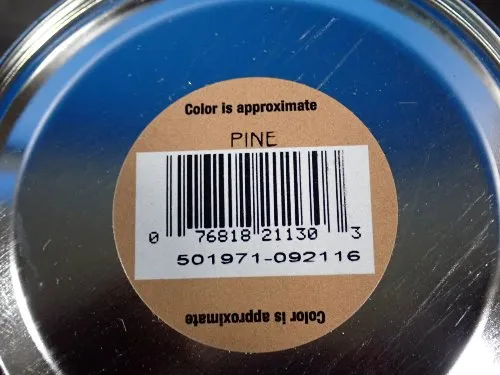 Color is approximate
PINE
0 76818 21130 3
501971-092116
Color is approximate